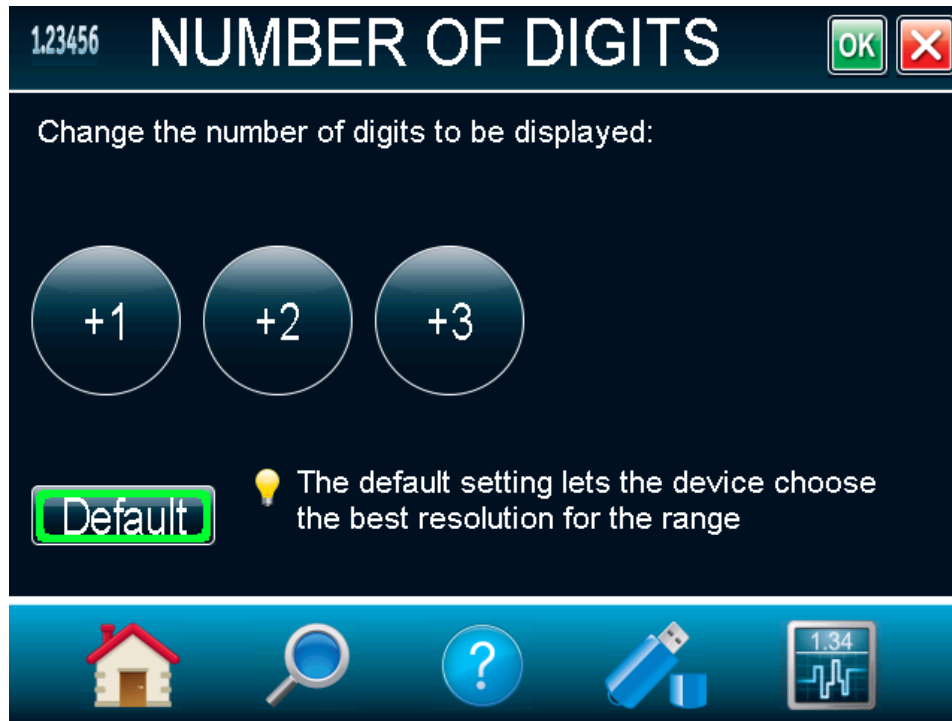 1.23456 NUMBER OF DIGITS OK
Change the number of digits to be displayed:
+1 +2 +3
Default
The default setting lets the device choose
the best resolution for the range
?
1.34